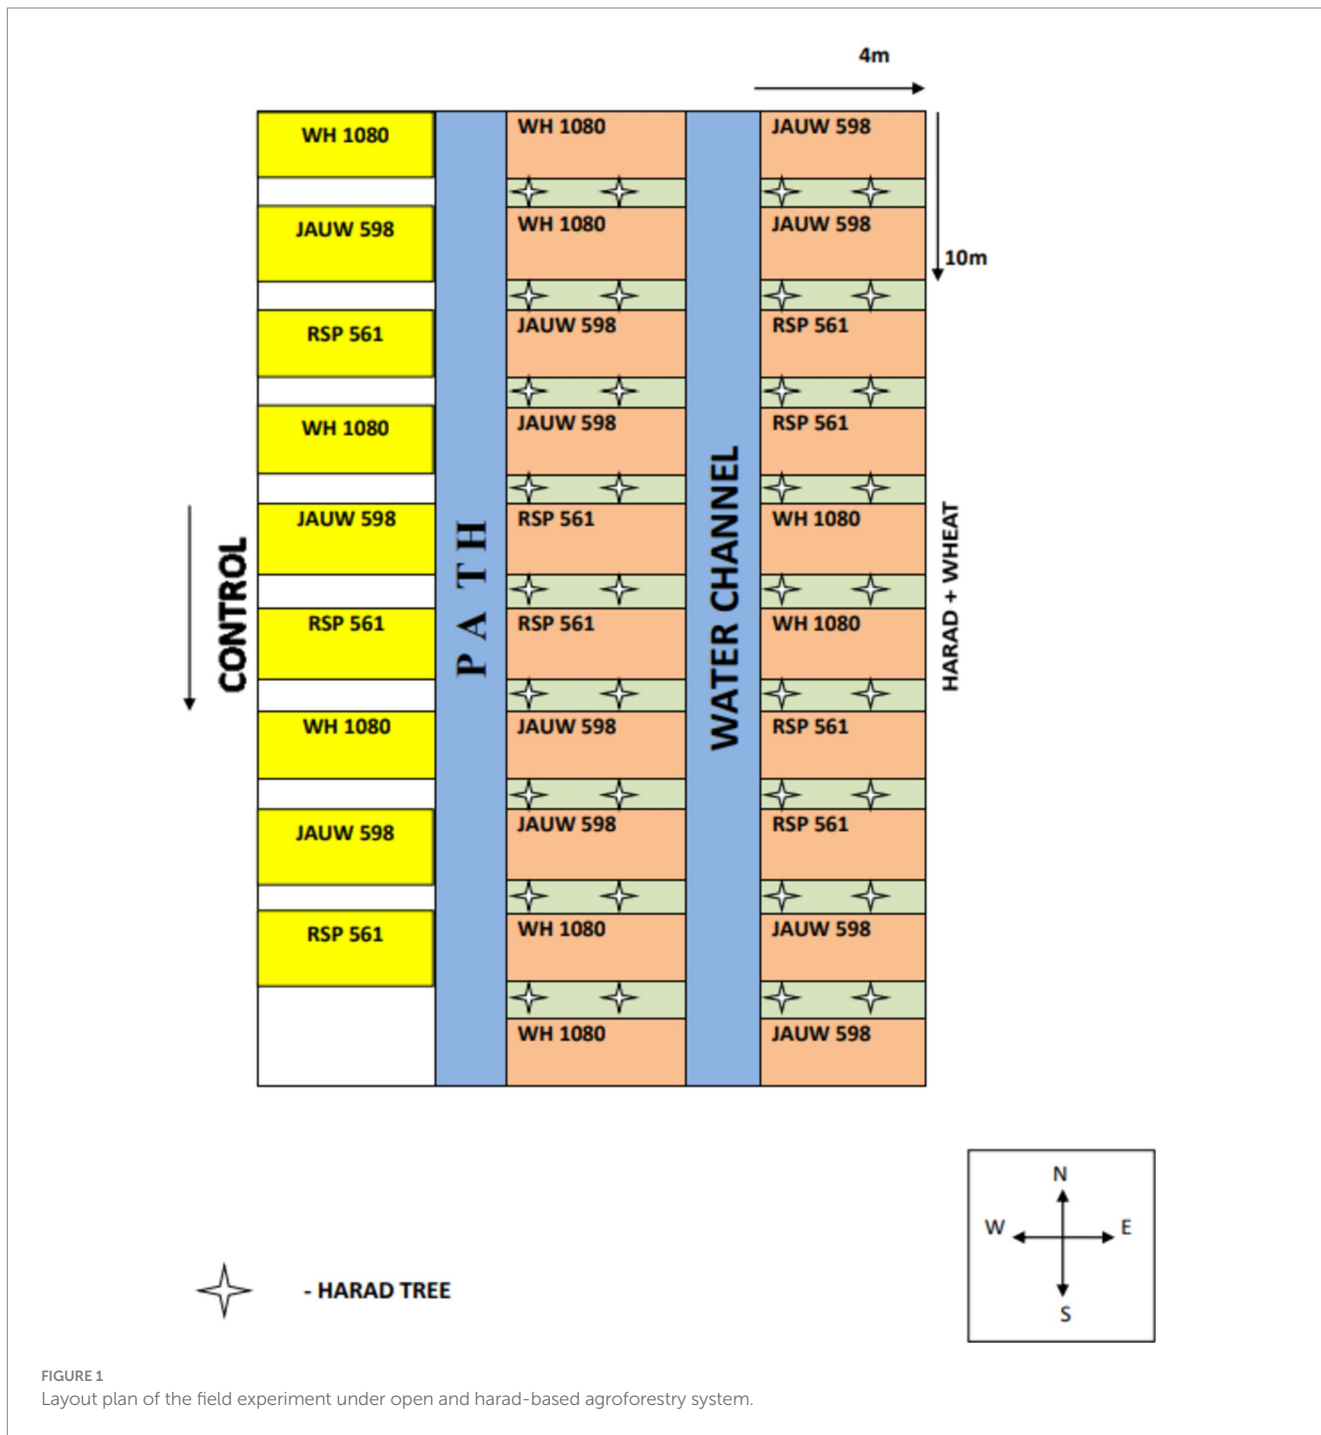 4m
WH 1080
JAUW 598
RSP 561
WH 1080
JAUW 598
RSP 561
WH 1080
JAUW 598
RSP 561
CONTROL
PATH
WH 1080
WH 1080
JAUW 598
JAUW 598
RSP 561
RSP 561
JAUW 598
JAUW 598
WH 1080
WH 1080
WATER CHANNEL
JAUW 598
JAUW 598
RSP 561
RSP 561
WH 1080
WH 1080
RSP 561
RSP 561
JAUW 598
JAUW 598
10m
HARAD + WHEAT
N
W E
S
- HARAD TREE
FIGURE 1
Layout plan of the field experiment under open and harad-based agroforestry system.